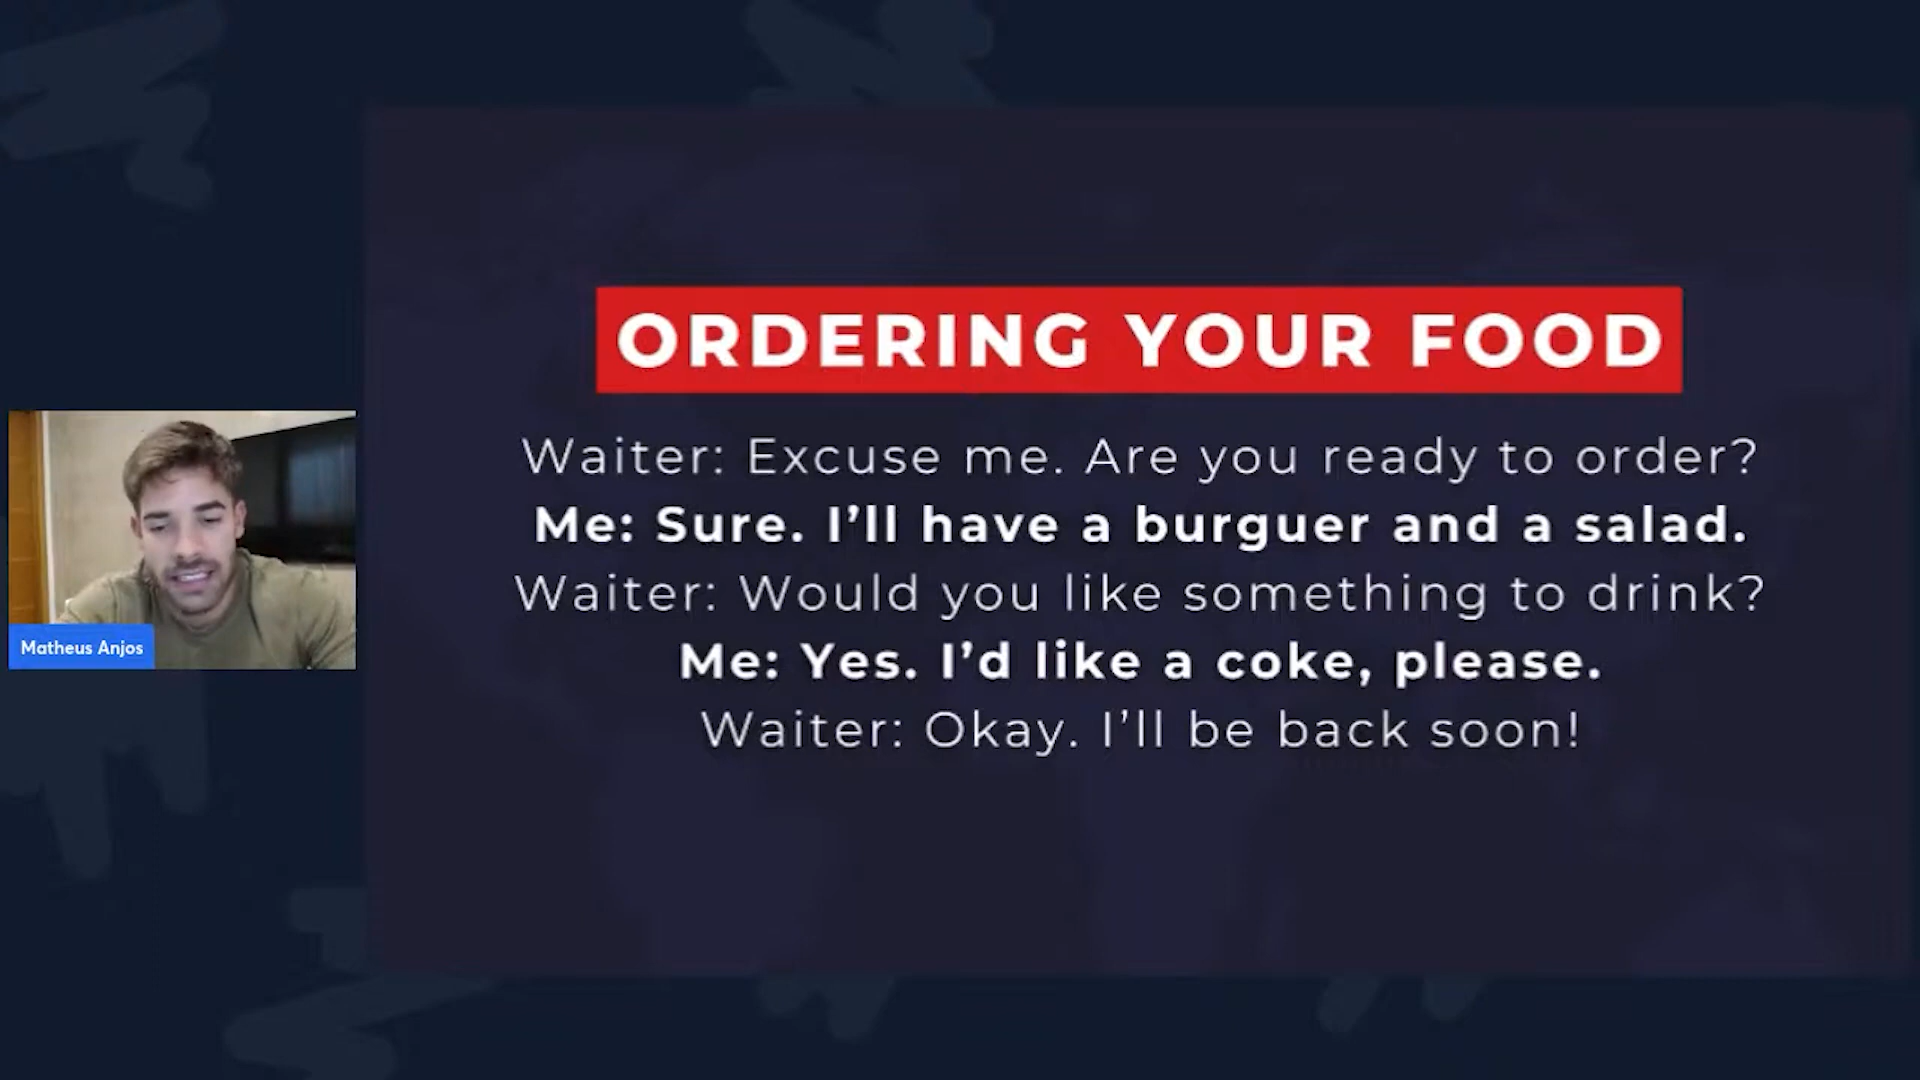 ORDERING YOUR FOOD
Waiter: Excuse me. Are you ready to order?
Me: Sure. I’ll have a burguer and a salad.
Waiter: Would you like something to drink?
Me: Yes. I’d like a coke, please.
Waiter: Okay. I’ll be back soon!
Matheus Anjos